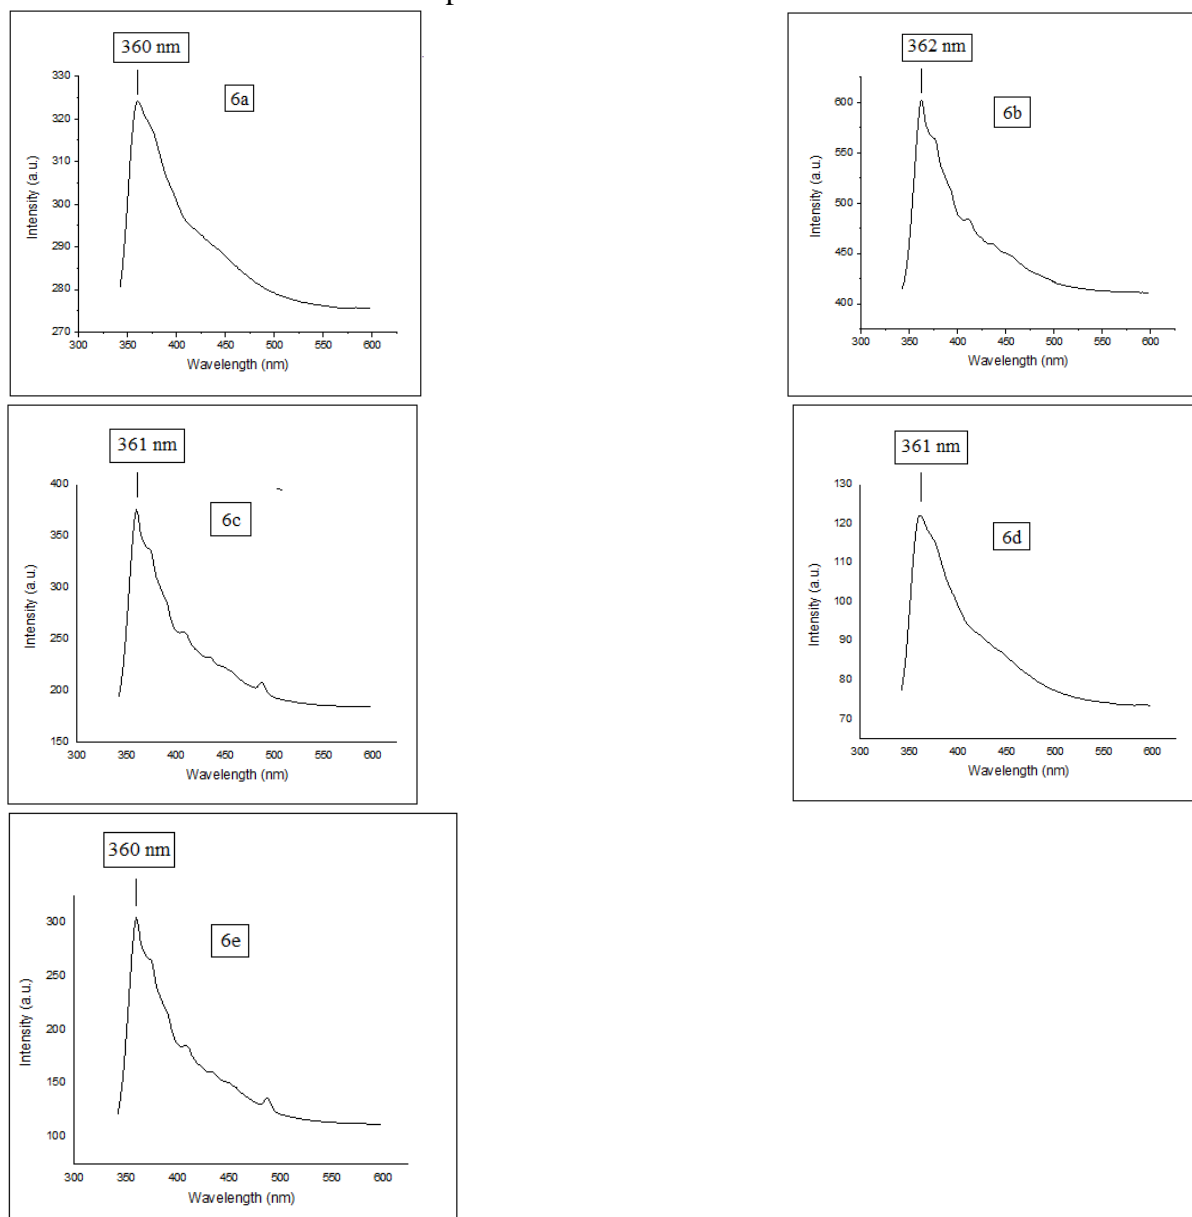 360 nm
6a
330
320
310
300
290
280
270
300 350 400 450 500 550 600
Intensity (a.u.)
Wavelength (nm)
362 nm
6b
600
550
500
450
400
300 350 400 450 500 550 600
Intensity (a.u.)
Wavelength (nm)
361 nm
6c
400
350
300
250
200
150
300 350 400 450 500 550 600
Intensity (a.u.)
Wavelength (nm)
361 nm
6d
130
120
110
100
90
80
70
300 350 400 450 500 550 600
Intensity (a.u.)
Wavelength (nm)
360 nm
6e
300
250
200
150
100
300 350 400 450 500 550 600
Intensity (a.u.)
Wavelength (nm)